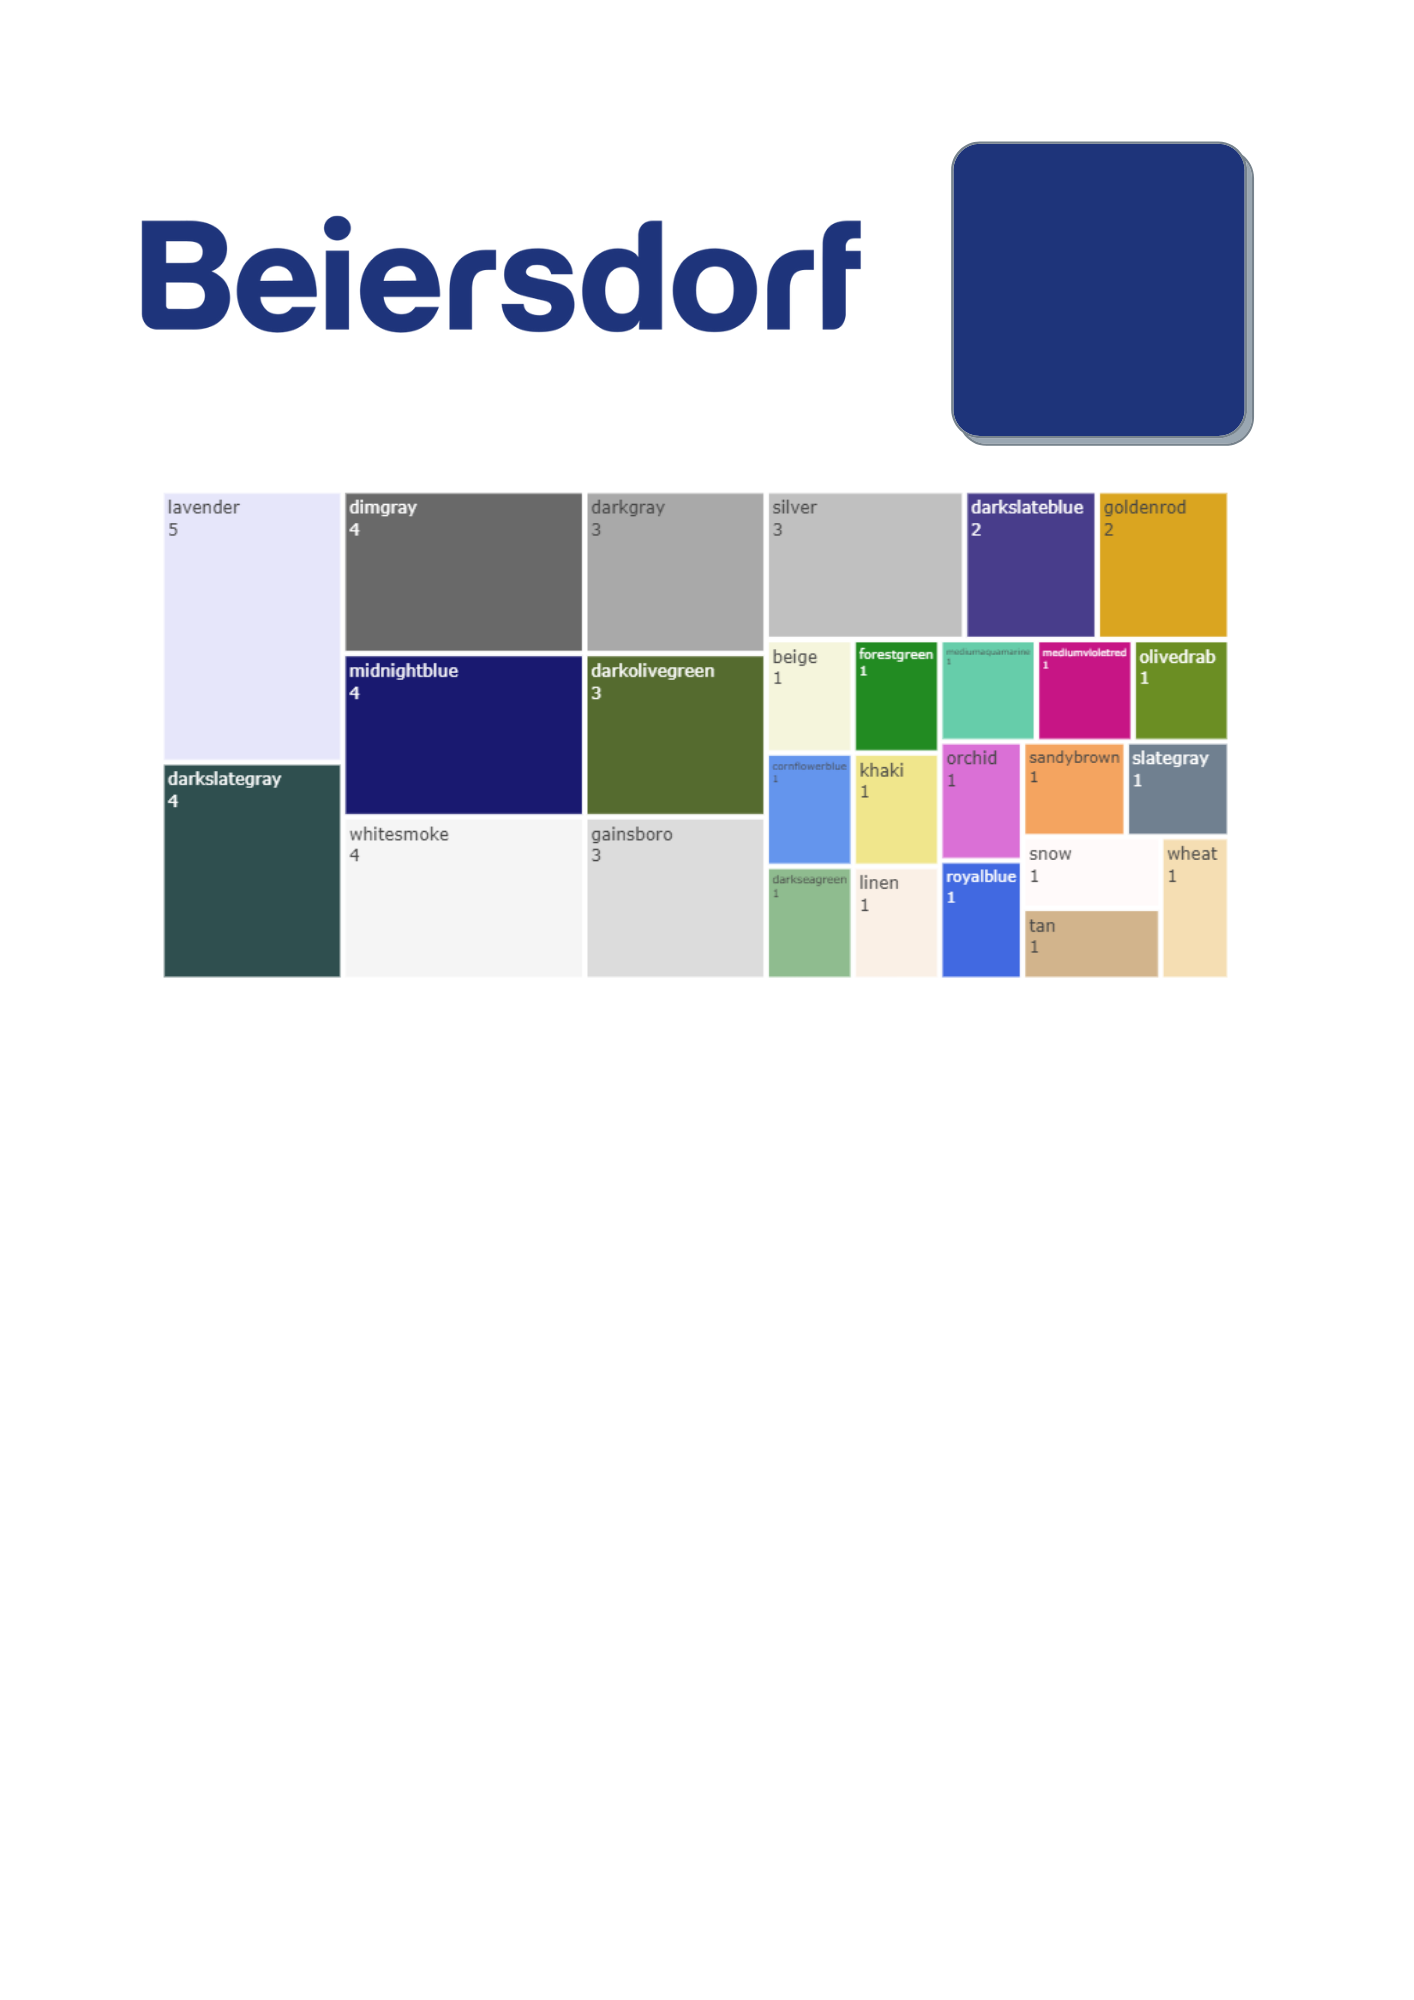 Beiersdorf
lavender
5
dimgray
4
darkgray
3
silver
3
darkslateblue
2
goldenrod
2
midnightblue
4
darkolivegreen
3
beige
1
forestgreen
1
mediumaquamarine
1
mediumvioletred
1
olivedrab
1
darkslategray
4
whitesmoke
4
gainsboro
3
cornflowerblue
1
khaki
1
orchid
1
sandybrown
1
slategray
1
darkseagreen
1
linen
1
royalblue
1
snow
1
wheat
1
tan
1